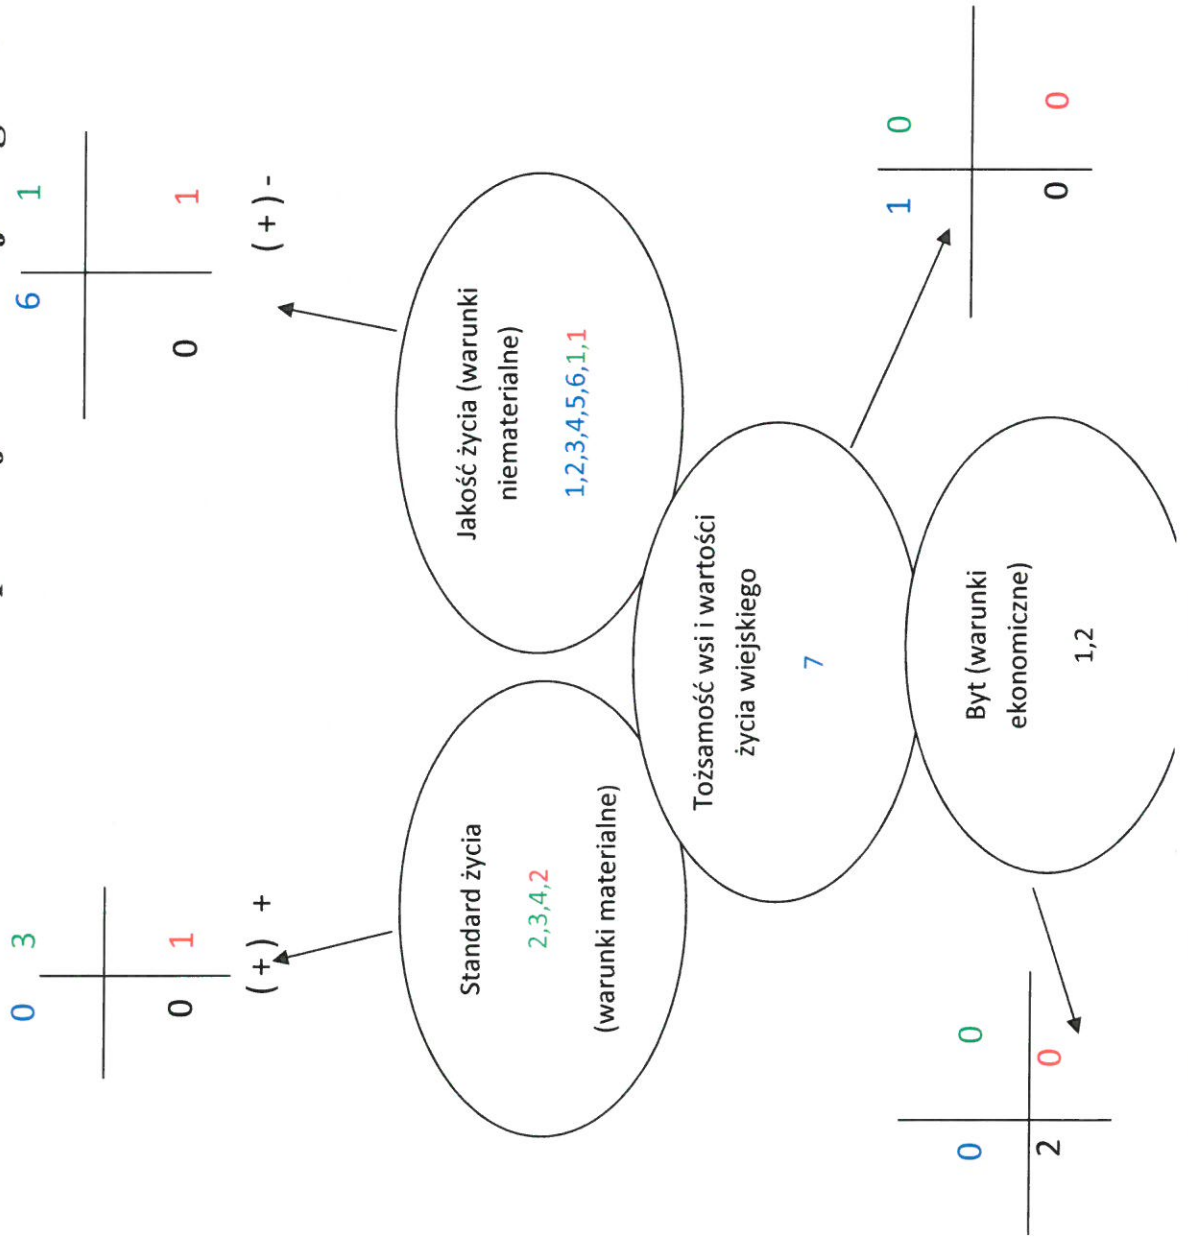 0 3
0 1
(+) +
6 1
0 1
(+) -
Standard życia
2,3,4,2
(warunki materialne)
Jakość życia (warunki
niematerialne)
1,2,3,4,5,6,1,1
Tożsamość wsi i wartości
życia wiejskiego
7
0 0
2 0
Byt (warunki
ekonomiczne)
1,2
1 0
0 0